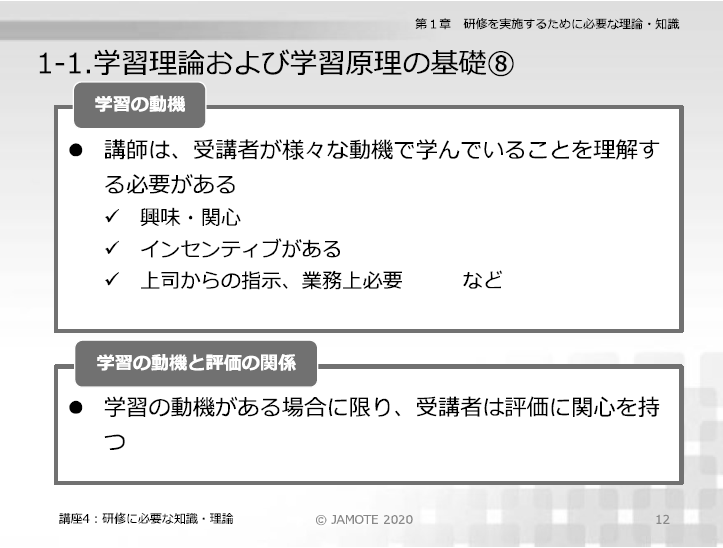 第１章　研修を実施するために必要な理論・知識
1-1.学習理論および学習原理の基礎⑧
学習の動機
● 講師は、受講者が様々な動機で学んでいることを理解す
る必要がある
✓ 興味・関心
✓ インセンティブがある
✓ 上司からの指示、業務上必要　　　など
学習の動機と評価の関係
● 学習の動機がある場合に限り、受講者は評価に関心を持
つ
講座4：研修に必要な知識・理論
© JAMOTE 2020
12